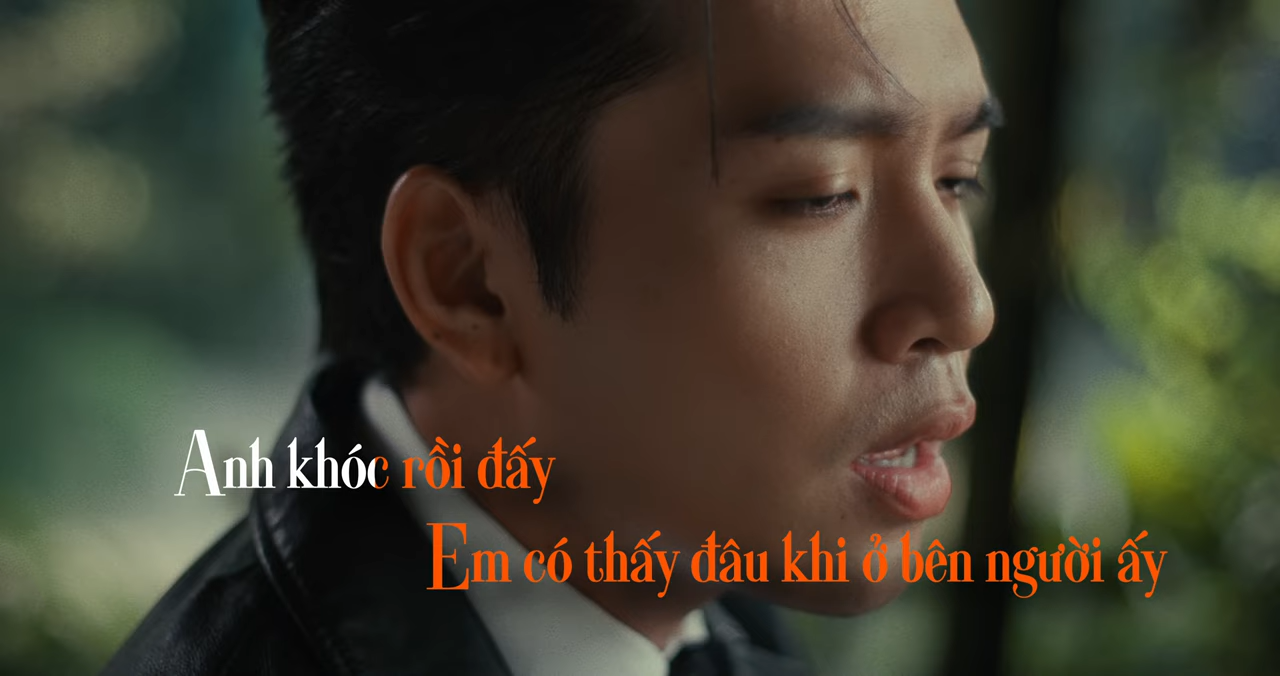 Anh khóc rồi đấy
Em có thấy đâu khi ở bên người ấy